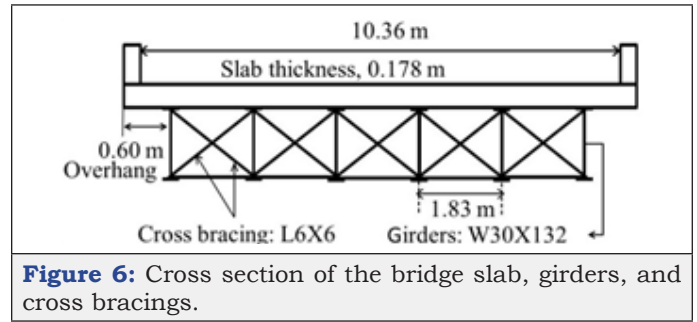 10.36 m
Slab thickness, 0.178 m
0.60 m
Overhang
1.83 m
Cross bracing: L6X6
Girders: W30X132
Figure 6: Cross section of the bridge slab, girders, and
cross bracings.